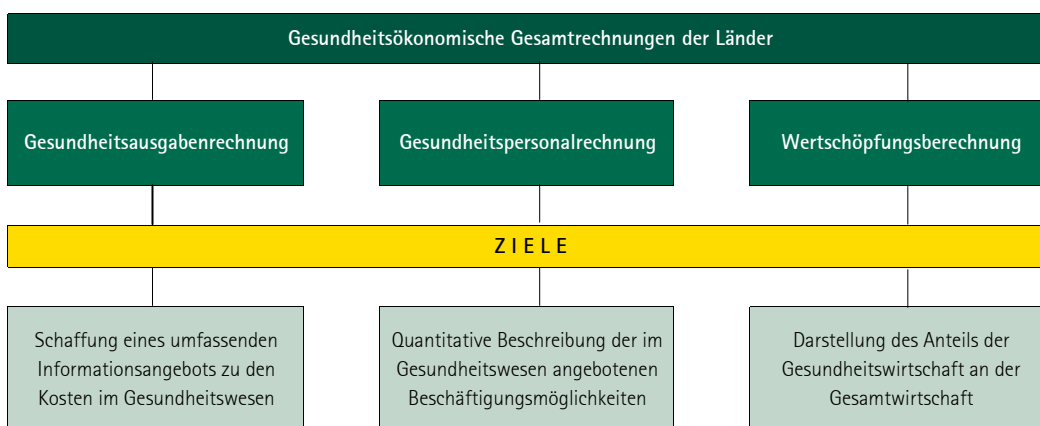 Gesundheitsökonomische Gesamtrechnungen der Länder
Gesundheitsausgabenrechnung
Gesundheitspersonalrechnung
Wertschöpfungsberechnung
Z I E L E
Schaffung eines umfassenden
Informationsangebots zu den
Kosten im Gesundheitswesen
Quantitative Beschreibung der im
Gesundheitswesen angebotenen
Beschäftigungsmöglichkeiten
Darstellung des Anteils der
Gesundheitswirtschaft an der
Gesamtwirtschaft